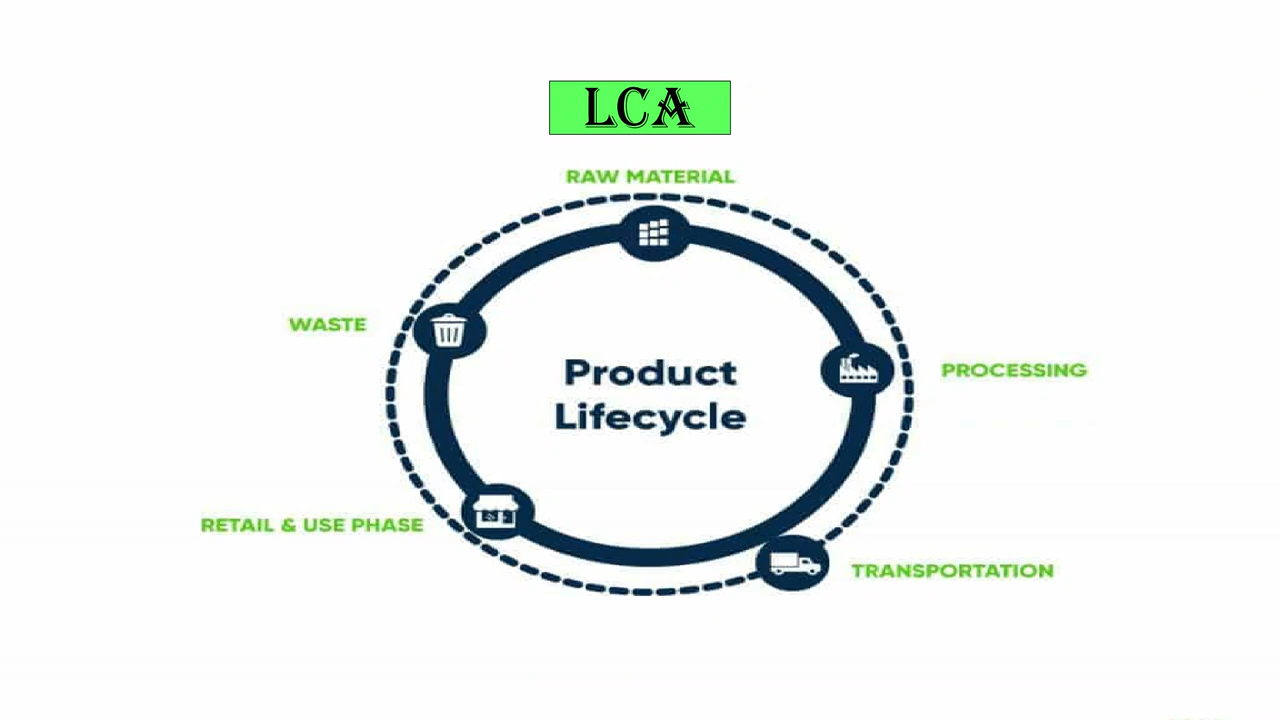 LCA
RAW MATERIAL
WASTE
Product
Lifecycle
PROCESSING
RETAIL & USE PHASE
TRANSPORTATION